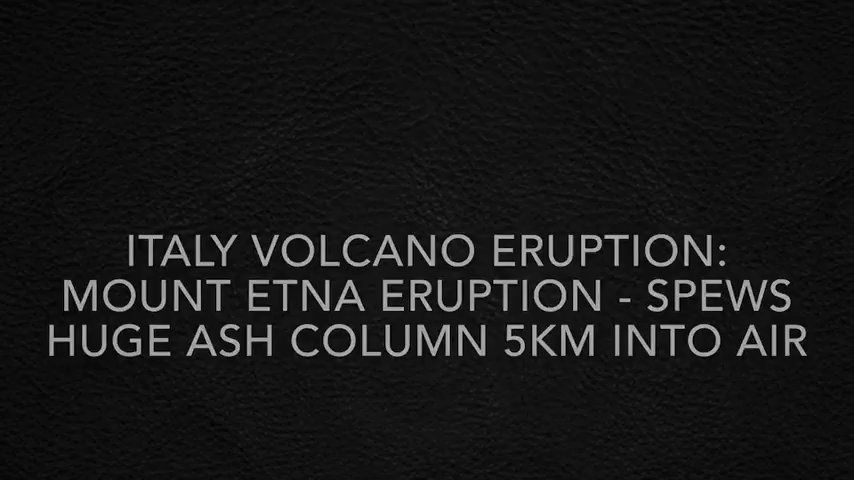 ITALY VOLCANO ERUPTION:
MOUNT ETNA ERUPTION - SPEWS
HUGE ASH COLUMN 5KM INTO AIR